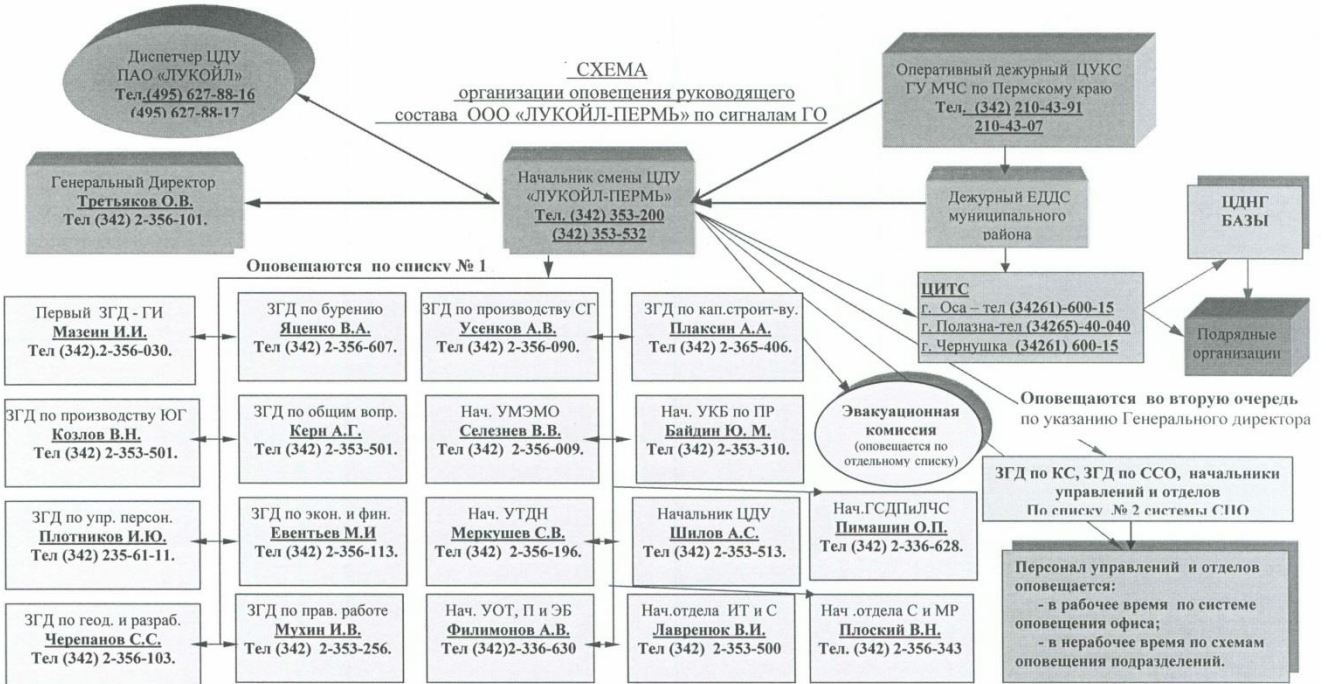 Диспетчер ЦДУ
ПАО «ЛУКОЙЛ»
Тел.(495) 627-88-16
(495) 627-88-17
СХЕМА
организации оповещения руководящего
состава ООО «ЛУКОЙЛ-ПЕРМЬ» по сигналам ГО
Оперативный дежурный ЦУКС
ГУ МЧС по Пермскому краю
Тел. (342) 210-43-91
210-43-07
Генеральный Директор
Третьяков О.В.
Тел (342) 2-356-101.
Начальник смены ЦДУ
«ЛУКОЙЛ-ПЕРМЬ»
Тел. (342) 353-200
(342) 353-532
Дежурный ЕДДС
муниципального
района
ЦДНГ
БАЗЫ
Оповещаются по списку № 1
ЦИТС
г. Оса – тел (34261)-600-15
г. Полазна-тел (34265)-40-040
г. Чернушка (34261) 600-15
Подрядные
организации
Первый ЗГД - ГИ
Мазеин И.И.
Тел (342).2-356-030.
ЗГД по бурению
Яценко В.А.
Тел (342) 2-356-607.
ЗГД по производству СГ
Усенков А.В.
Тел (342) 2-356-090.
ЗГД по кап.строит-ву.
Плаксин А.А.
Тел (342) 2-365-406.
ЗГД по производству ЮГ
Козлов В.Н.
Тел (342) 2-353-501.
ЗГД по общим вопр.
Керн А.Г.
Тел (342) 2-353-501.
Нач. УМЭМО
Селезнев В.В.
Тел (342) 2-356-009.
Нач. УКБ по ПР
Байдин Ю. М.
Тел (342) 2-353-310.
Эвакуационная
комиссия
(оповещается по
отдельному списку)
Оповещаются во вторую очередь
по указанию Генерального директора
ЗГД по КС, ЗГД по ССО, начальники
управлений и отделов
По списку № 2 системы СЦО
ЗГД по упр. персон.
Плотников И.Ю.
Тел (342) 235-61-11.
ЗГД по экон. и фин.
Евентьев М.И
Тел (342) 2-356-113.
Нач. УТДН
Меркушев С.В.
Тел (342) 2-356-196.
Начальник ЦДУ
Шилов А.С.
Тел (342) 2-353-513.
Нач.ГСДПиЛЧС
Пимашин О.П.
Тел (342) 2-336-628.
Персонал управлений и отделов
оповещается:
- в рабочее время по системе
оповещения офиса;
- в нерабочее время по схемам
оповещения подразделений.
ЗГД по геод. и разраб.
Черепанов С.С.
Тел (342) 2-356-103.
ЗГД по прав. работе
Мухин И.В.
Тел (342) 2-353-256.
Нач. УОТ, П и ЭБ
Филимонов А.В.
Тел (342)2-336-630
Нач.отдела ИТ и С
Лавренюк В.И.
Тел (342) 2-353-500
Нач .отдела С и МР
Плоский В.Н.
Тел. (342) 2-356-343